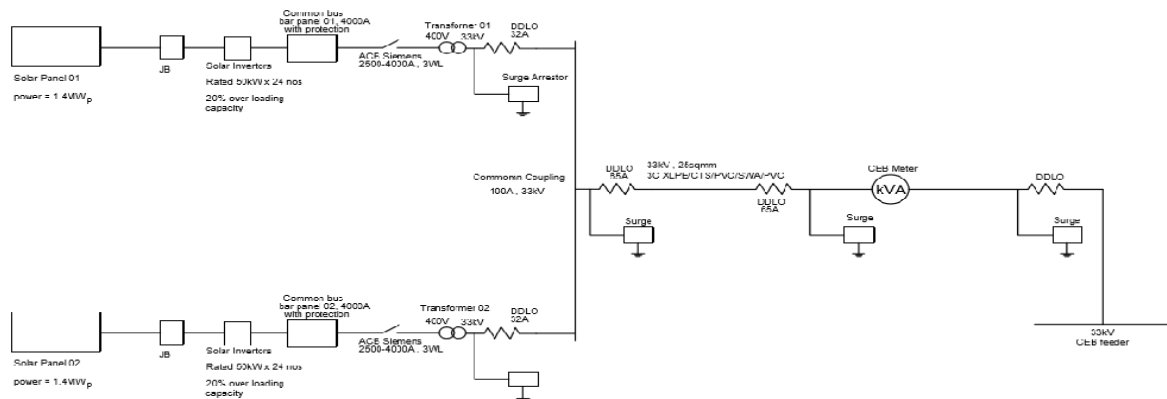 Common bus
bar panel 01, 4000A
with protection
Transformer 01
400V 33kV
DDLO
32A
JB
Solar Inverters
Rated 50kW x 24 nos
20% over loading
capacity
ACB Siemens
2500-4000A, 3WL
Surge Arrestor
Solar Panel 01
power = 1.4MWp
Commomn Coupling
100A, 33kV
DDLO
65A
33kV, 25sqmm
3C XLPE/CTS/PVC/SWA/PVC
DDLO
65A
CEB Meter
kVA
DDLO
Surge
Surge
Surge
Common bus
bar panel 02, 4000A
with protection
Transformer 02
400V 33kV
DDLO
32A
JB
Solar Invertors
Rated 50kW x 24 nos
20% over loading
capacity
ACB Siemens
2500-4000A, 3WL
Solar Panel 02
power = 1.4MWp
33kV
CEB feeder